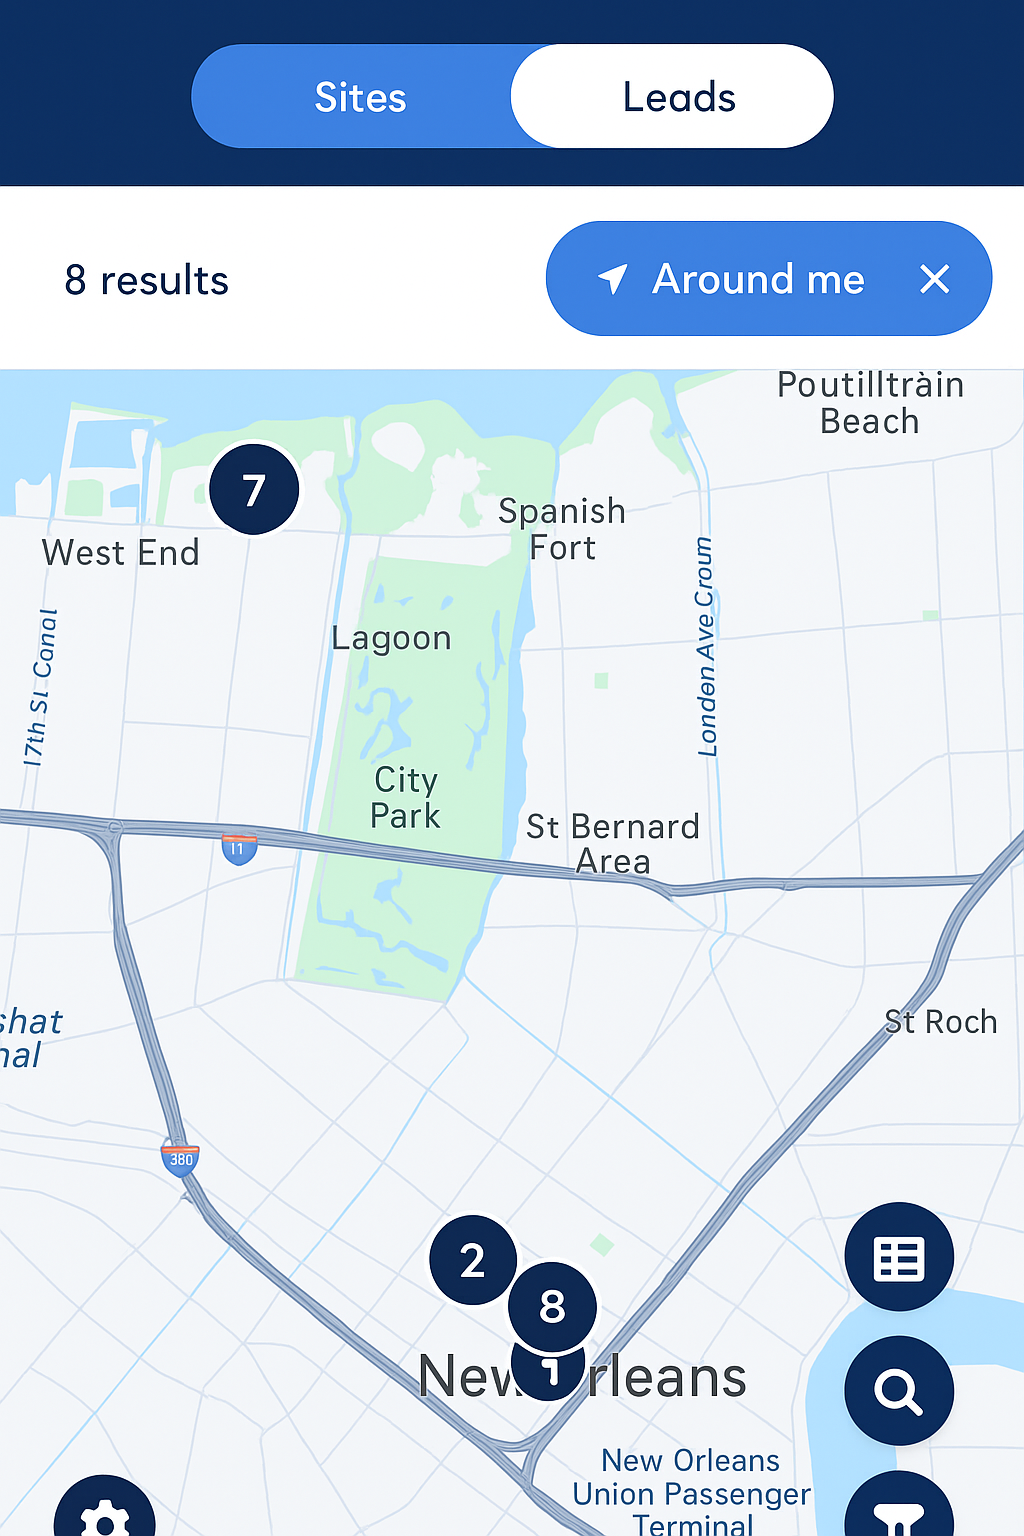 Sites
Leads
8 results
Around me
Poutilltràin
Beach
7
Spanish
Fort
West End
London Ave Croun
17th St Canal
Lagoon
City
Park
St Bernard
Area
11
shat
nal
St Roch
380
2
8
1
New rleans
New Orleans
Union Passenger
Terminal